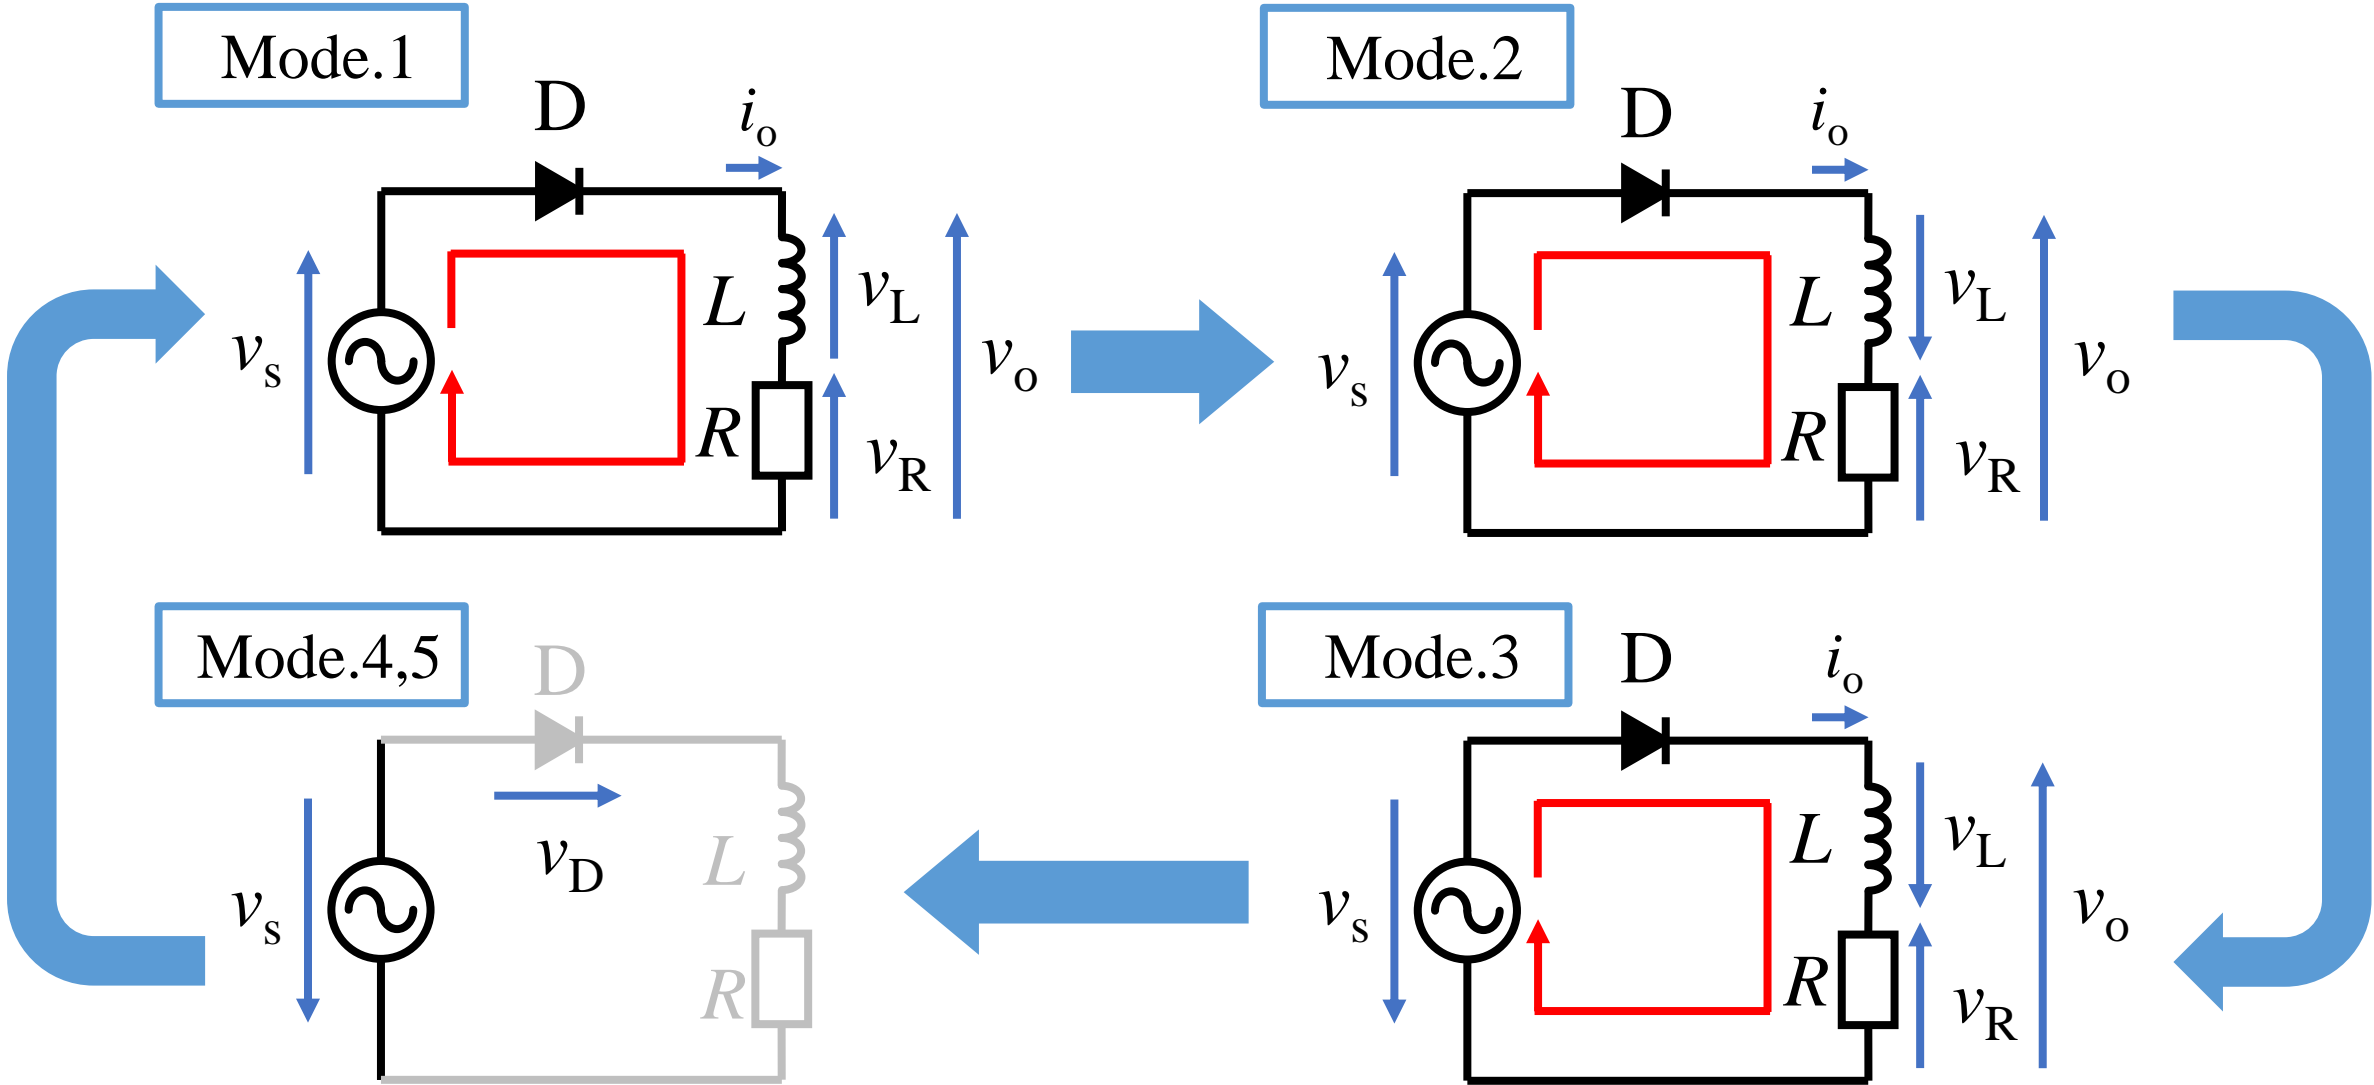 Mode.1
D
io
vs
L
vL
R
vR
vo
Mode.2
D
io
vs
L
vL
R
vR
vo
Mode.4,5
D
vD
vs
L
R
Mode.3
D
io
vs
L
vL
R
vR
vo